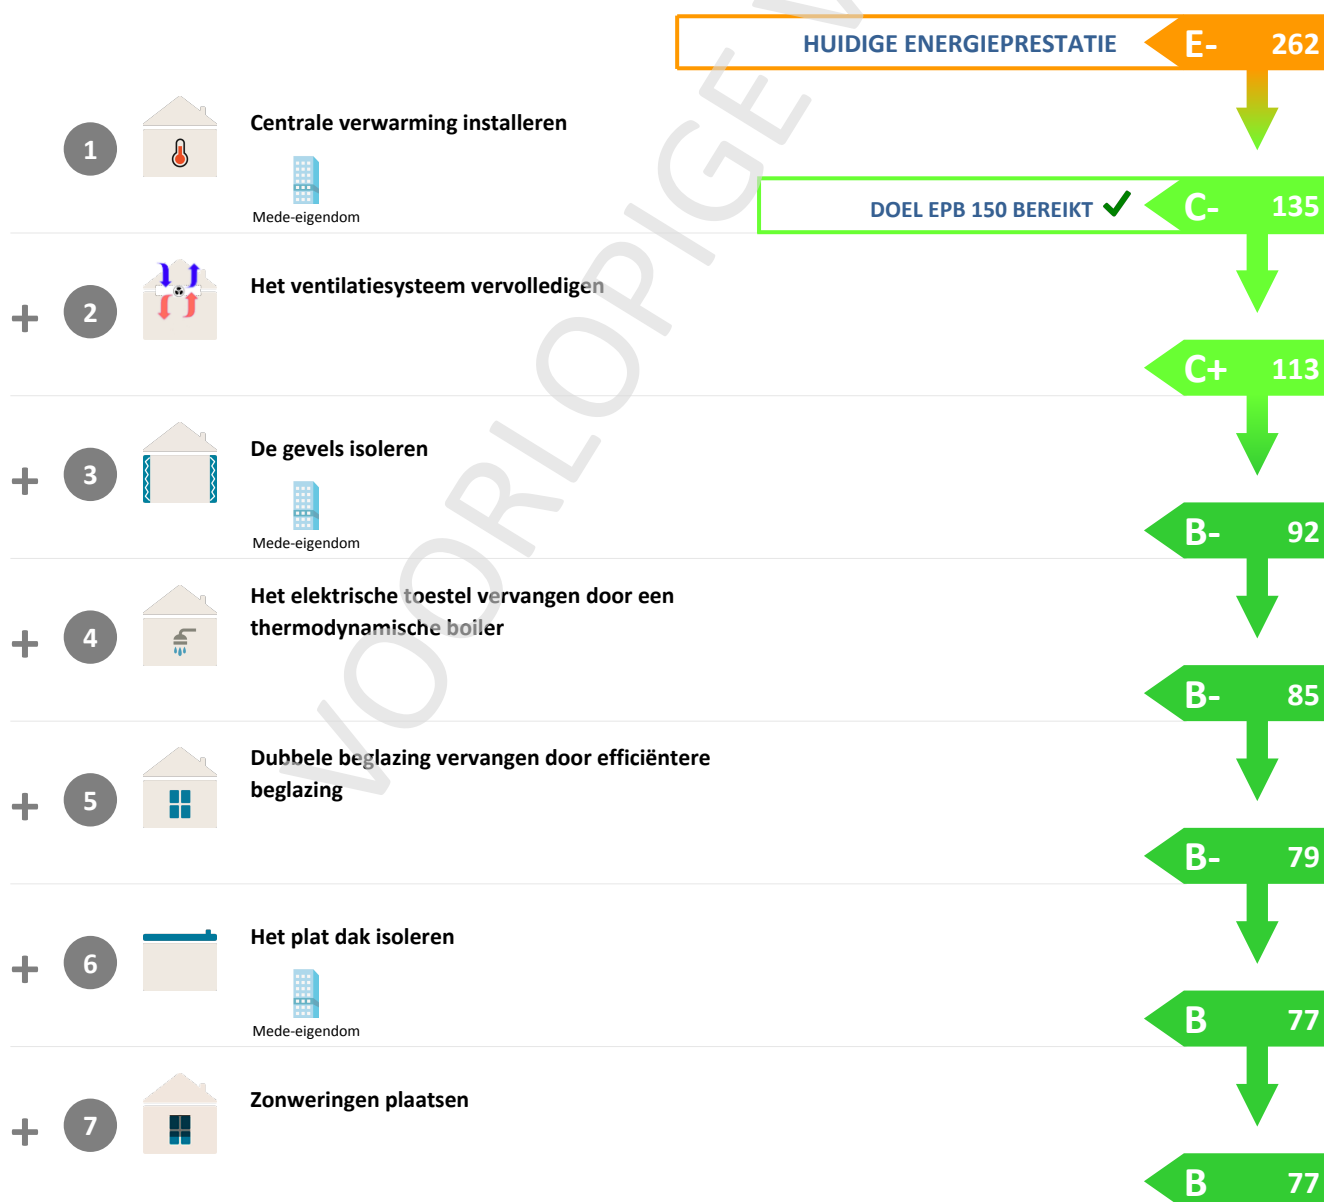 HUIDIGE ENERGIEPRESTATIE E- 262
1 Centrale verwarming installeren
Mede-eigendom
DOEL EPB 150 BEREIKT ✔ C- 135
+ 2 Het ventilatiesysteem vervolledigen
C+ 113
+ 3 De gevels isoleren
Mede-eigendom
B- 92
+ 4 Het elektrische toestel vervangen door een
thermodynamische boiler
B- 85
+ 5 Dubbele beglazing vervangen door efficiëntere
beglazing
B- 79
+ 6 Het plat dak isoleren
Mede-eigendom
B 77
+ 7 Zonweringen plaatsen
B 77
VOORLOPIGE V